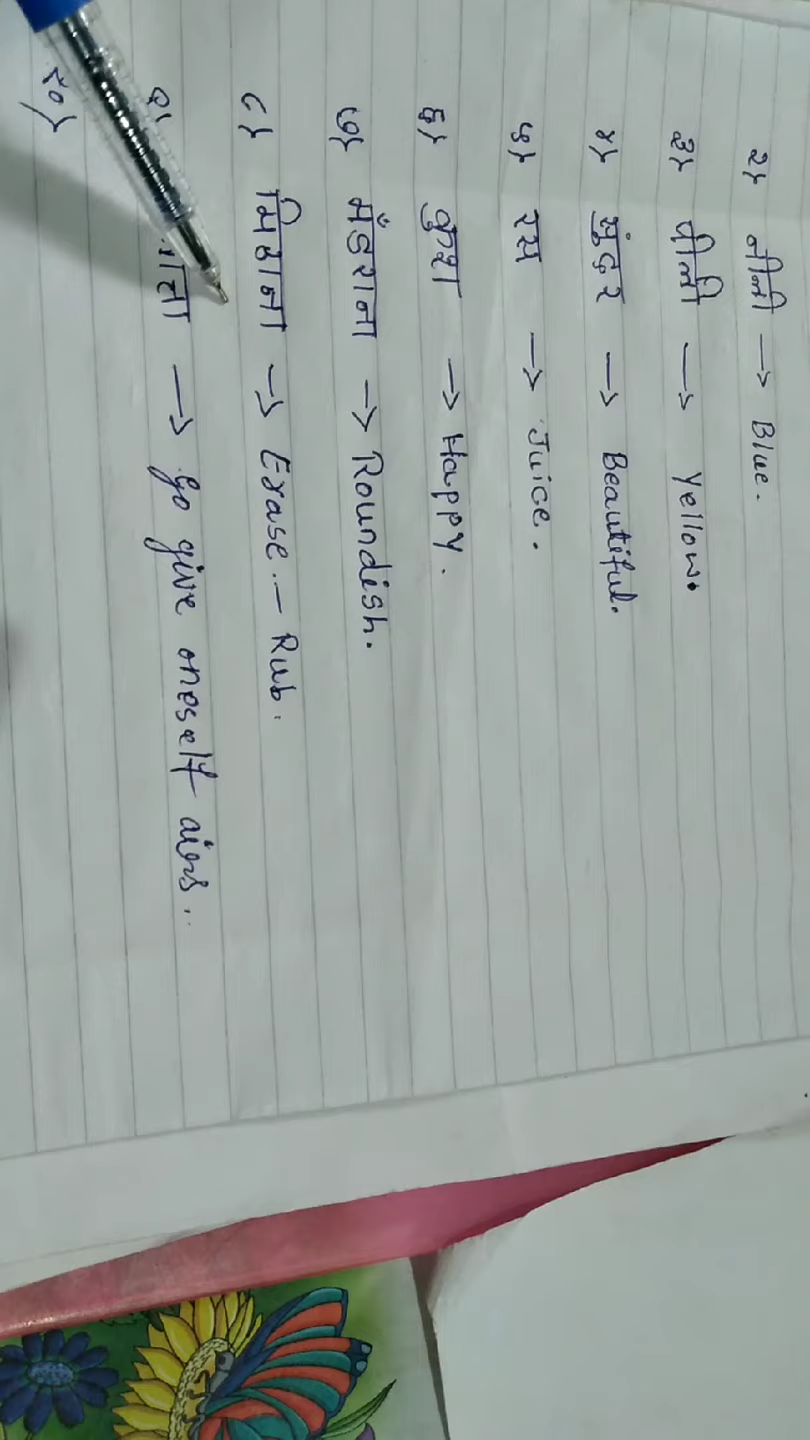 २} नीली → Blue.
३} पीली → Yellow.
४} सुंदर → Beautiful.
५} रस → Juice.
६} कुश → Happy.
७} मँडराना → Roundish.
८} मिठाना → Erase. – Rub.
९ → Go give oneself airs..
१०}